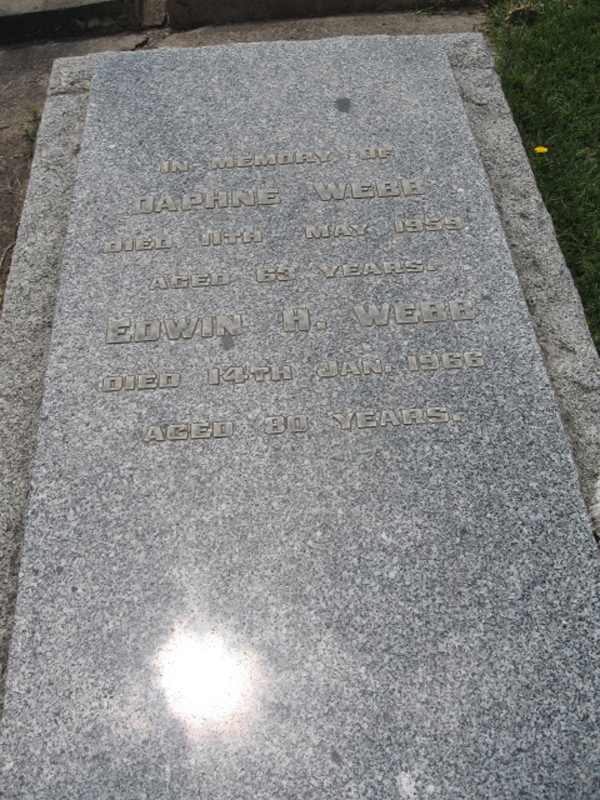 IN MEMORY OF
DAPHNE WEBB
DIED 11TH MAY 1959
AGED 63 YEARS.
EDWIN H. WEBB
DIED 14TH JAN. 1966
AGED 80 YEARS.